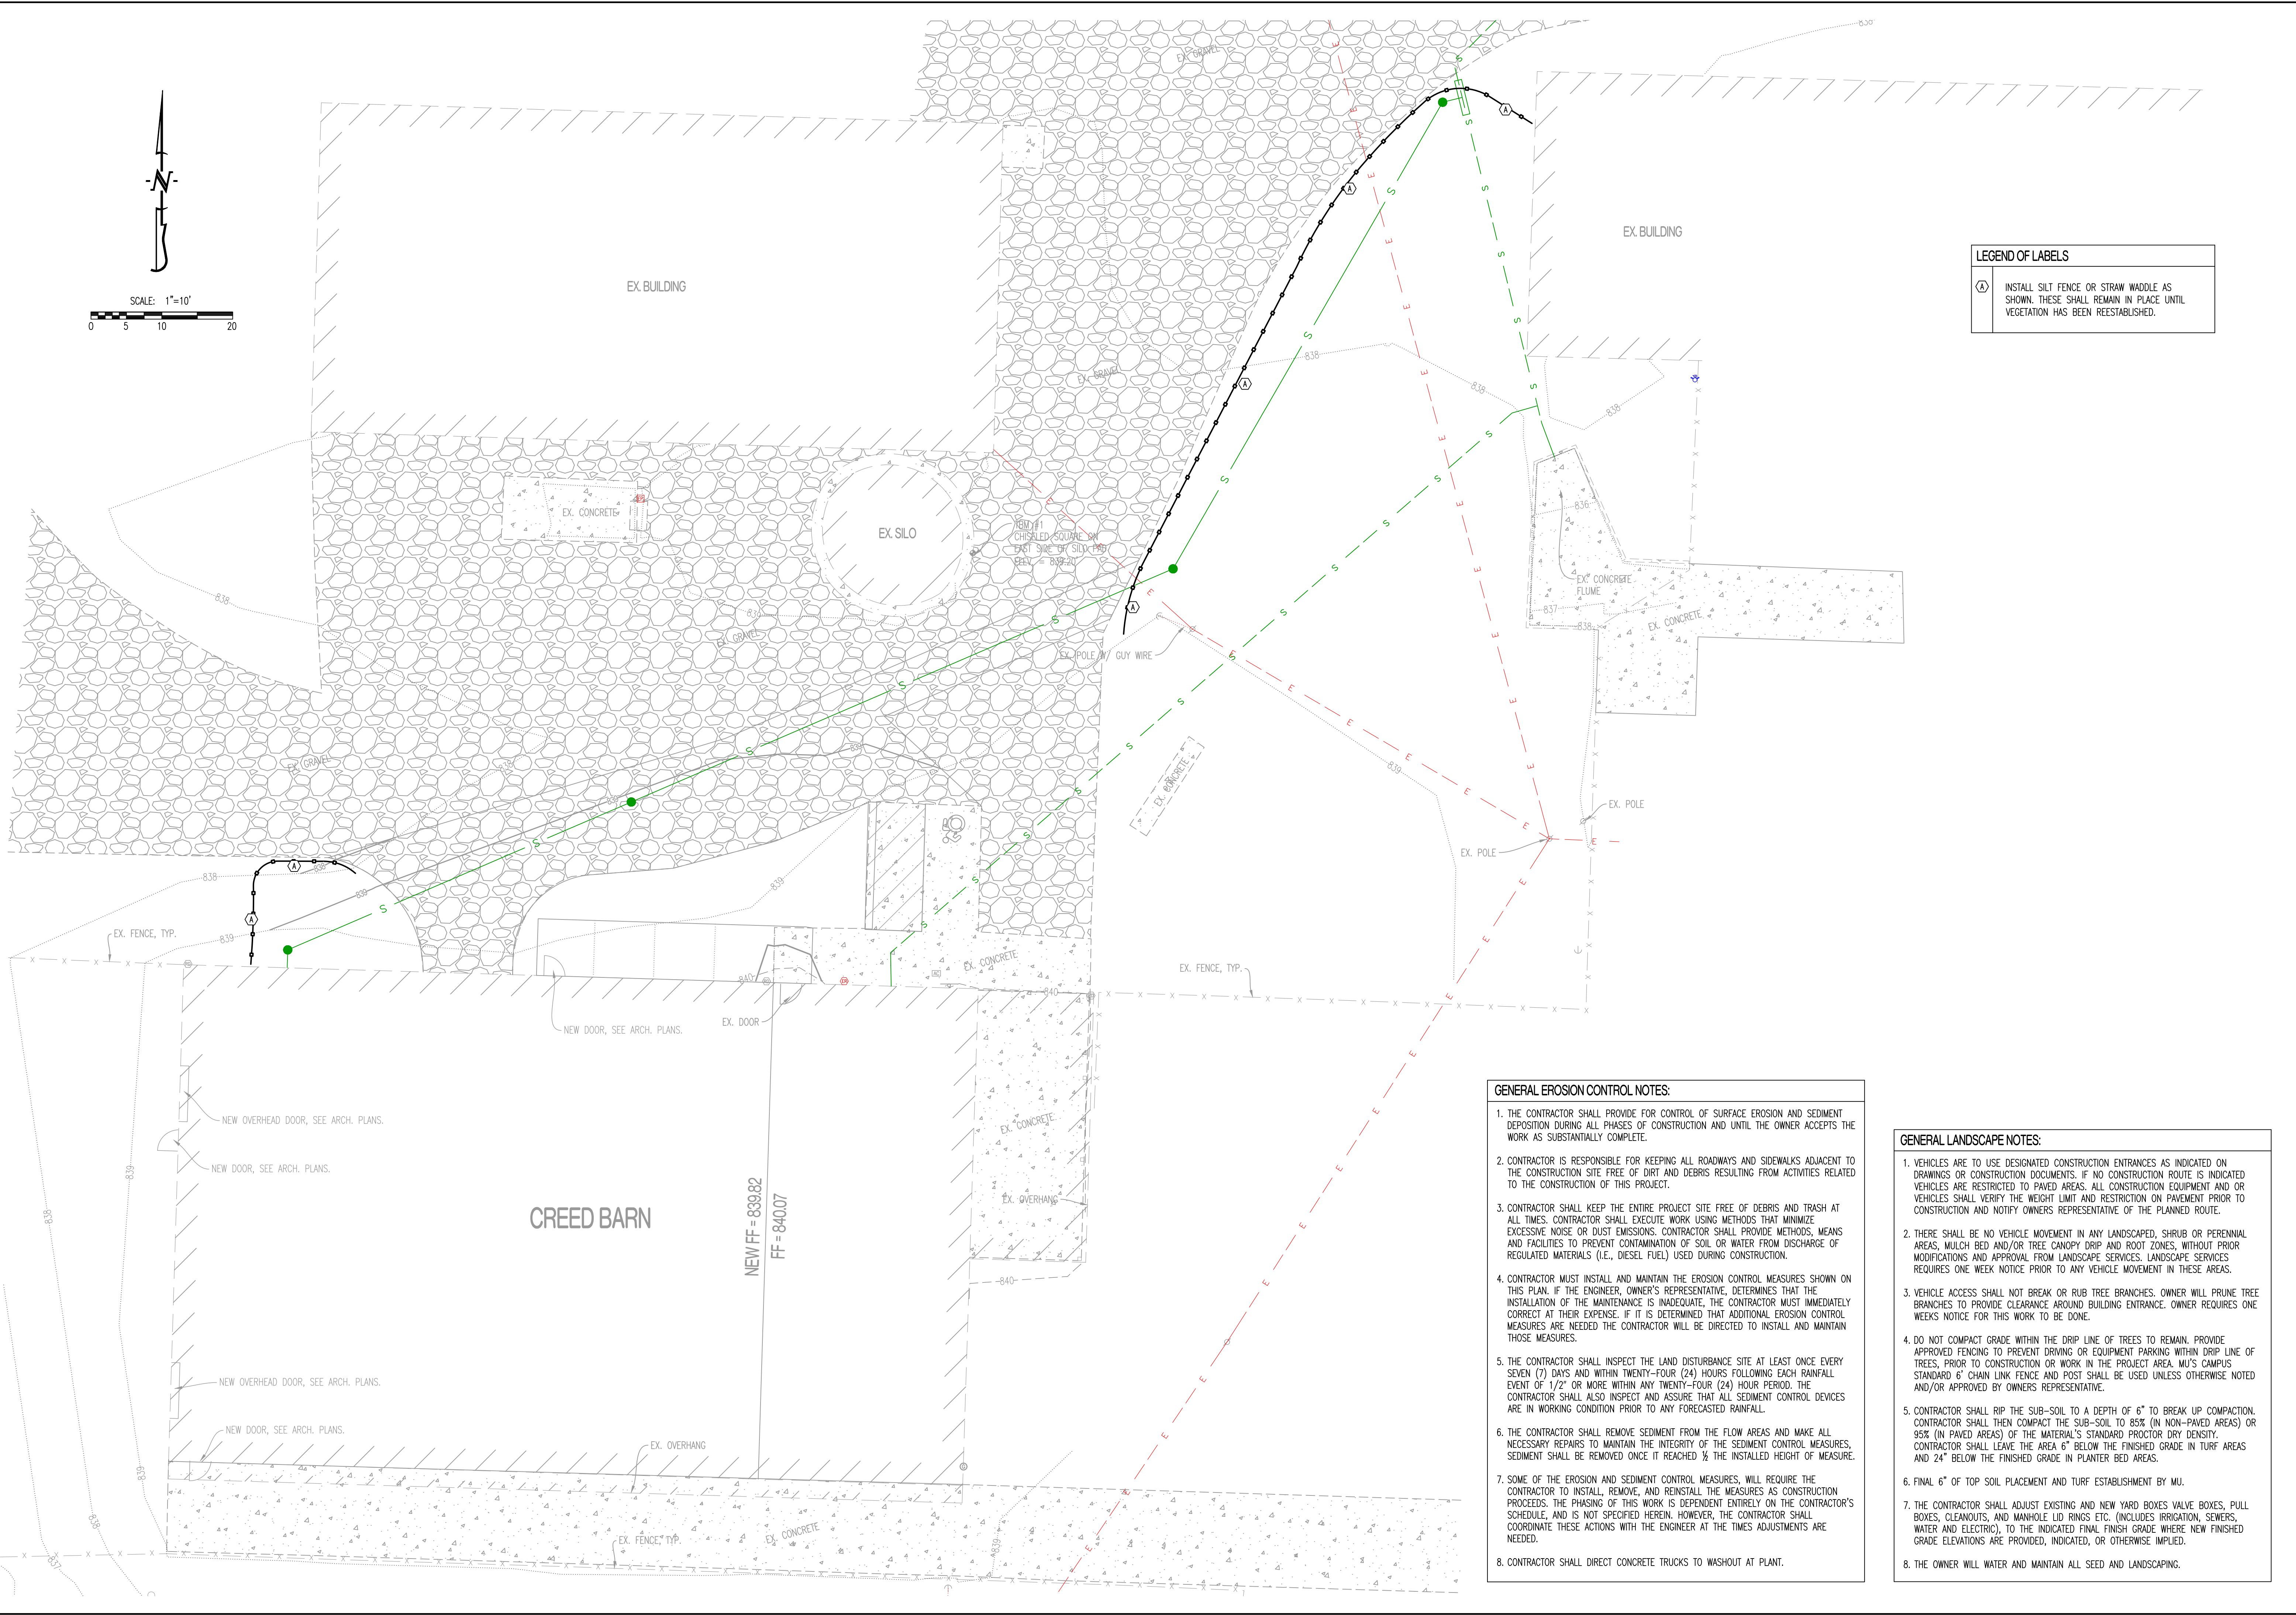 838
EX. GRAVEL
N
SCALE: 1"=10'
0 5 10 20
EX. BUILDING
EX. BUILDING
LEGEND OF LABELS
A
INSTALL SILT FENCE OR STRAW WADDLE AS
SHOWN. THESE SHALL REMAIN IN PLACE UNTIL
VEGETATION HAS BEEN REESTABLISHED.
A
A
A
A
838
838
838
EX. GRAVEL
EX. CONCRETE
EX. SILO
TBM #1
CHISELED SQUARE ON
EAST SIDE OF SILO PAD
ELEV. = 839.20'
836
EX. CONCRETE
FLUME
837
838
EX. CONCRETE
838
838
EX. GRAVEL
EX. POLE W/ GUY WIRE
EX. GRAVEL
838
839
839
EX. CONCRETE
839
EX. POLE
EX. POLE
A
A
838
838
839
839
EX. FENCE, TYP.
839
EX. CONCRETE
EX. FENCE, TYP.
840
840
EX. DOOR
NEW DOOR, SEE ARCH. PLANS.
NEW OVERHEAD DOOR, SEE ARCH. PLANS.
NEW DOOR, SEE ARCH. PLANS.
EX. CONCRETE
EX. OVERHANG
839
838
CREED BARN
NEW FF = 839.82
FF = 840.07
840
NEW OVERHEAD DOOR, SEE ARCH. PLANS.
NEW DOOR, SEE ARCH. PLANS.
EX. OVERHANG
839
838
837
EX. FENCE, TYP.
EX. CONCRETE
839
GENERAL EROSION CONTROL NOTES:
1. THE CONTRACTOR SHALL PROVIDE FOR CONTROL OF SURFACE EROSION AND SEDIMENT
DEPOSITION DURING ALL PHASES OF CONSTRUCTION AND UNTIL THE OWNER ACCEPTS THE
WORK AS SUBSTANTIALLY COMPLETE.
2. CONTRACTOR IS RESPONSIBLE FOR KEEPING ALL ROADWAYS AND SIDEWALKS ADJACENT TO
THE CONSTRUCTION SITE FREE OF DIRT AND DEBRIS RESULTING FROM ACTIVITIES RELATED
TO THE CONSTRUCTION OF THIS PROJECT.
3. CONTRACTOR SHALL KEEP THE ENTIRE PROJECT SITE FREE OF DEBRIS AND TRASH AT
ALL TIMES. CONTRACTOR SHALL EXECUTE WORK USING METHODS THAT MINIMIZE
EXCESSIVE NOISE OR DUST EMISSIONS. CONTRACTOR SHALL PROVIDE METHODS, MEANS
AND FACILITIES TO PREVENT CONTAMINATION OF SOIL OR WATER FROM DISCHARGE OF
REGULATED MATERIALS (I.E., DIESEL FUEL) USED DURING CONSTRUCTION.
4. CONTRACTOR MUST INSTALL AND MAINTAIN THE EROSION CONTROL MEASURES SHOWN ON
THIS PLAN. IF THE ENGINEER, OWNER'S REPRESENTATIVE, DETERMINES THAT THE
INSTALLATION OF THE MAINTENANCE IS INADEQUATE, THE CONTRACTOR MUST IMMEDIATELY
CORRECT AT THEIR EXPENSE. IF IT IS DETERMINED THAT ADDITIONAL EROSION CONTROL
MEASURES ARE NEEDED THE CONTRACTOR WILL BE DIRECTED TO INSTALL AND MAINTAIN
THOSE MEASURES.
5. THE CONTRACTOR SHALL INSPECT THE LAND DISTURBANCE SITE AT LEAST ONCE EVERY
SEVEN (7) DAYS AND WITHIN TWENTY-FOUR (24) HOURS FOLLOWING EACH RAINFALL
EVENT OF 1/2" OR MORE WITHIN ANY TWENTY-FOUR (24) HOUR PERIOD. THE
CONTRACTOR SHALL ALSO INSPECT AND ASSURE THAT ALL SEDIMENT CONTROL DEVICES
ARE IN WORKING CONDITION PRIOR TO ANY FORECASTED RAINFALL.
6. THE CONTRACTOR SHALL REMOVE SEDIMENT FROM THE FLOW AREAS AND MAKE ALL
NECESSARY REPAIRS TO MAINTAIN THE INTEGRITY OF THE SEDIMENT CONTROL MEASURES,
SEDIMENT SHALL BE REMOVED ONCE IT REACHED ½ THE INSTALLED HEIGHT OF MEASURE.
7. SOME OF THE EROSION AND SEDIMENT CONTROL MEASURES, WILL REQUIRE THE
CONTRACTOR TO INSTALL, REMOVE, AND REINSTALL THE MEASURES AS CONSTRUCTION
PROCEEDS. THE PHASING OF THIS WORK IS DEPENDENT ENTIRELY ON THE CONTRACTOR'S
SCHEDULE, AND IS NOT SPECIFIED HEREIN. HOWEVER, THE CONTRACTOR SHALL
COORDINATE THESE ACTIONS WITH THE ENGINEER AT THE TIMES ADJUSTMENTS ARE
NEEDED.
8. CONTRACTOR SHALL DIRECT CONCRETE TRUCKS TO WASHOUT AT PLANT.
GENERAL LANDSCAPE NOTES:
1. VEHICLES ARE TO USE DESIGNATED CONSTRUCTION ENTRANCES AS INDICATED ON
DRAWINGS OR CONSTRUCTION DOCUMENTS. IF NO CONSTRUCTION ROUTE IS INDICATED
VEHICLES ARE RESTRICTED TO PAVED AREAS. ALL CONSTRUCTION EQUIPMENT AND OR
VEHICLES SHALL VERIFY THE WEIGHT LIMIT AND RESTRICTION ON PAVEMENT PRIOR TO
CONSTRUCTION AND NOTIFY OWNERS REPRESENTATIVE OF THE PLANNED ROUTE.
2. THERE SHALL BE NO VEHICLE MOVEMENT IN ANY LANDSCAPED, SHRUB OR PERENNIAL
AREAS, MULCH BED AND/OR TREE CANOPY DRIP AND ROOT ZONES, WITHOUT PRIOR
MODIFICATIONS AND APPROVAL FROM LANDSCAPE SERVICES. LANDSCAPE SERVICES
REQUIRES ONE WEEK NOTICE PRIOR TO ANY VEHICLE MOVEMENT IN THESE AREAS.
3. VEHICLE ACCESS SHALL NOT BREAK OR RUB TREE BRANCHES. OWNER WILL PRUNE TREE
BRANCHES TO PROVIDE CLEARANCE AROUND BUILDING ENTRANCE. OWNER REQUIRES ONE
WEEKS NOTICE FOR THIS WORK TO BE DONE.
4. DO NOT COMPACT GRADE WITHIN THE DRIP LINE OF TREES TO REMAIN. PROVIDE
APPROVED FENCING TO PREVENT DRIVING OR EQUIPMENT PARKING WITHIN DRIP LINE OF
TREES, PRIOR TO CONSTRUCTION OR WORK IN THE PROJECT AREA. MU'S CAMPUS
STANDARD 6' CHAIN LINK FENCE AND POST SHALL BE USED UNLESS OTHERWISE NOTED
AND/OR APPROVED BY OWNERS REPRESENTATIVE.
5. CONTRACTOR SHALL RIP THE SUB-SOIL TO A DEPTH OF 6" TO BREAK UP COMPACTION.
CONTRACTOR SHALL THEN COMPACT THE SUB-SOIL TO 85% (IN NON-PAVED AREAS) OR
95% (IN PAVED AREAS) OF THE MATERIAL'S STANDARD PROCTOR DRY DENSITY.
CONTRACTOR SHALL LEAVE THE AREA 6" BELOW THE FINISHED GRADE IN TURF AREAS
AND 24" BELOW THE FINISHED GRADE IN PLANTER BED AREAS.
6. FINAL 6" OF TOP SOIL PLACEMENT AND TURF ESTABLISHMENT BY MU.
7. THE CONTRACTOR SHALL ADJUST EXISTING AND NEW YARD BOXES VALVE BOXES, PULL
BOXES, CLEANOUTS, AND MANHOLE LID RINGS ETC. (INCLUDES IRRIGATION, SEWERS,
WATER AND ELECTRIC), TO THE INDICATED FINAL FINISH GRADE WHERE NEW FINISHED
GRADE ELEVATIONS ARE PROVIDED, INDICATED, OR OTHERWISE IMPLIED.
8. THE OWNER WILL WATER AND MAINTAIN ALL SEED AND LANDSCAPING.